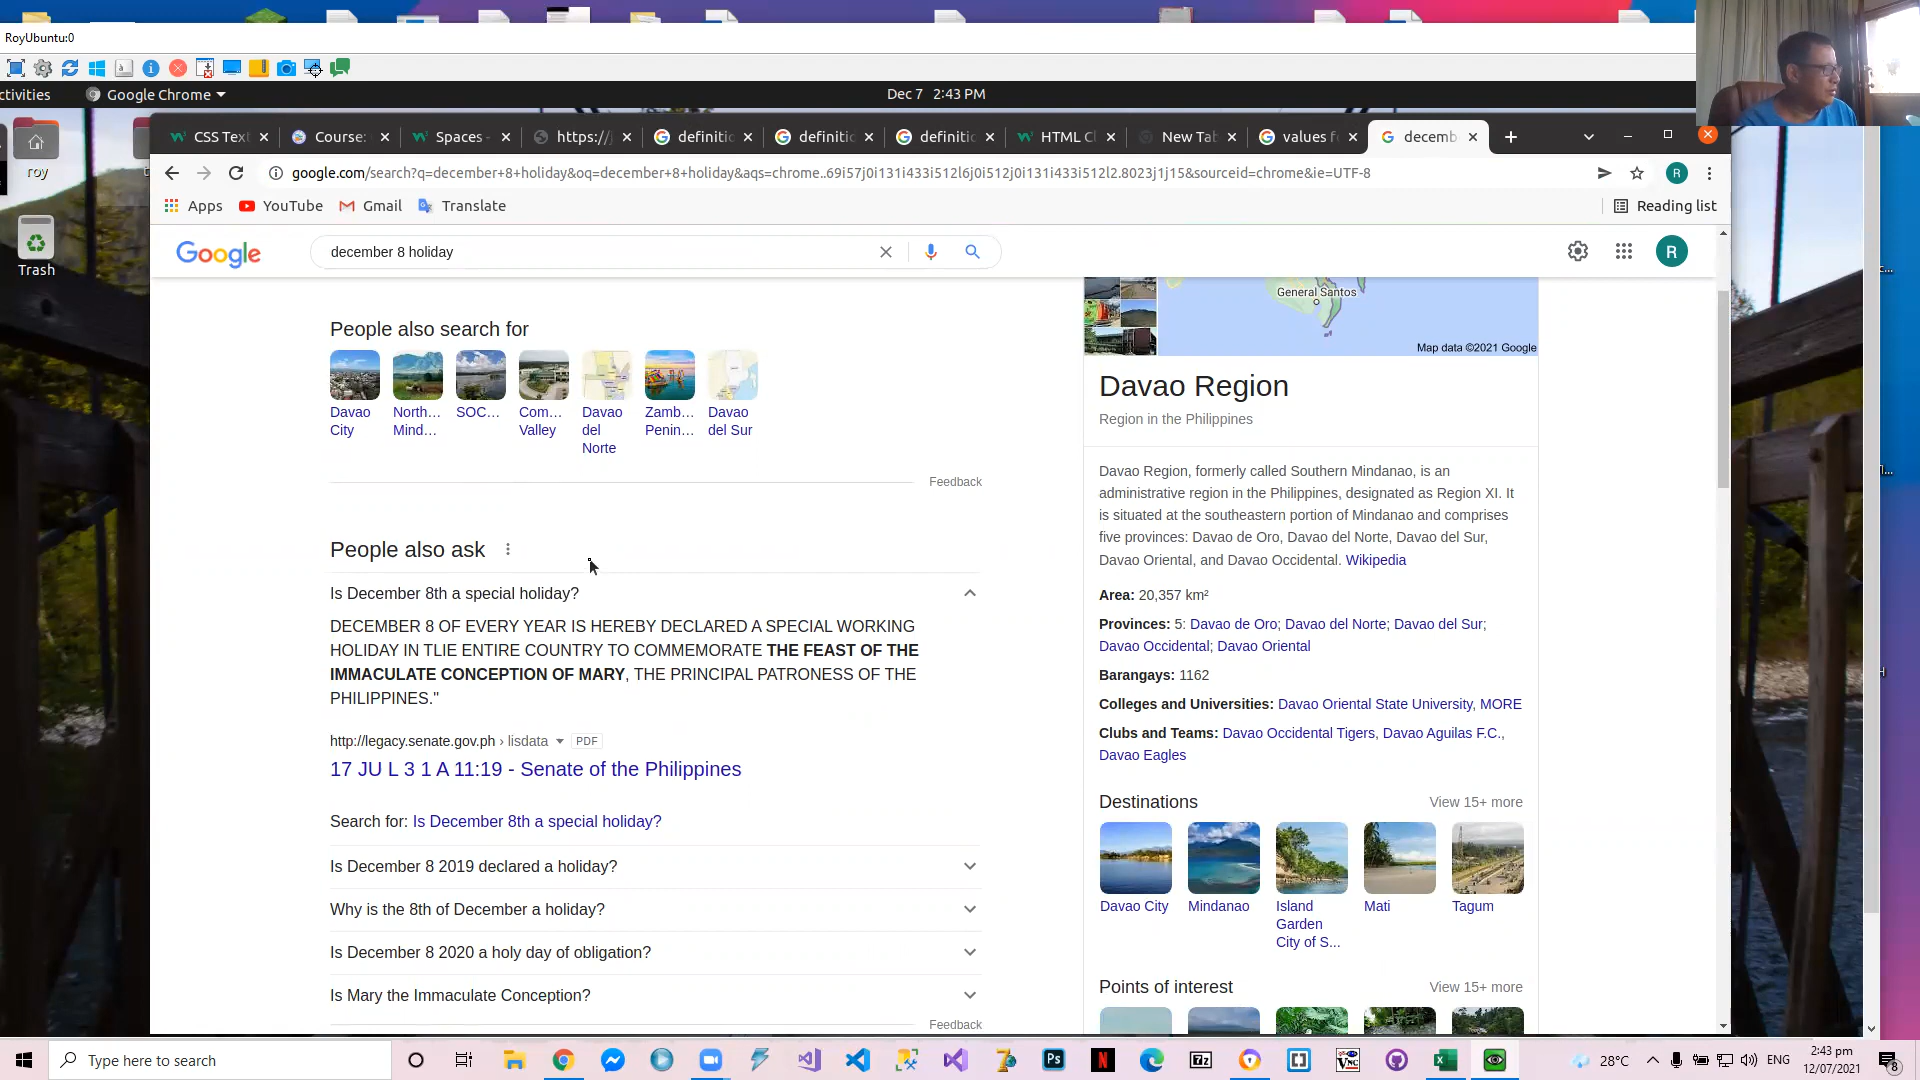 RoyUbuntu:0
ctivities
Google Chrome
Dec 7 2:43 PM
CSS Tex
Course:
Spaces -
https://
definitio
definitio
definitio
HTML Cl
New Tab
values f
decemb
google.com/search?q=december+8+holiday&oq=december+8+holiday&aqs=chrome..69i57j0i131i433i512l6j0i512j0i131i433i512l2.8023j1j15&sourceid=chrome&ie=UTF-8
R
Apps
YouTube
Gmail
Translate
Reading list
roy
Trash
Google
december 8 holiday
R
People also search for
Davao City
North... Mind...
SOC...
Com... Valley
Davao del Norte
Zamb... Penin...
Davao del Sur
Feedback
People also ask
Is December 8th a special holiday?
DECEMBER 8 OF EVERY YEAR IS HEREBY DECLARED A SPECIAL WORKING
HOLIDAY IN TLIE ENTIRE COUNTRY TO COMMEMORATE THE FEAST OF THE
IMMACULATE CONCEPTION OF MARY, THE PRINCIPAL PATRONESS OF THE
PHILIPPINES."
http://legacy.senate.gov.ph › lisdata PDF
17 JU L 3 1 A 11:19 - Senate of the Philippines
Search for: Is December 8th a special holiday?
Is December 8 2019 declared a holiday?
Why is the 8th of December a holiday?
Is December 8 2020 a holy day of obligation?
Is Mary the Immaculate Conception?
Feedback
General Santos
Map data ©2021 Google
Davao Region
Region in the Philippines
Davao Region, formerly called Southern Mindanao, is an
administrative region in the Philippines, designated as Region XI. It
is situated at the southeastern portion of Mindanao and comprises
five provinces: Davao de Oro, Davao del Norte, Davao del Sur,
Davao Oriental, and Davao Occidental. Wikipedia
Area: 20,357 km²
Provinces: 5: Davao de Oro; Davao del Norte; Davao del Sur;
Davao Occidental; Davao Oriental
Barangays: 1162
Colleges and Universities: Davao Oriental State University, MORE
Clubs and Teams: Davao Occidental Tigers, Davao Aguilas F.C.,
Davao Eagles
Destinations
View 15+ more
Davao City
Mindanao
Island Garden City of S...
Mati
Tagum
Points of interest
View 15+ more
Type here to search
Ps
N
7z
28°C
ENG
2:43 pm
12/07/2021
8